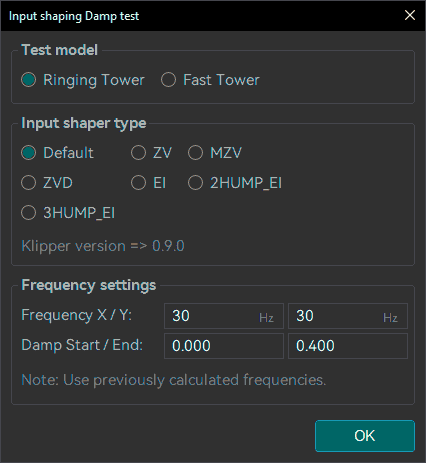 Input shaping Damp test
Test model
Ringing Tower Fast Tower
Input shaper type
Default ZV MZV
ZVD EI 2HUMP_EI
3HUMP_EI
Klipper version => 0.9.0
Frequency settings
Frequency X / Y: 30 Hz 30 Hz
Damp Start / End: 0.000 0.400
Note: Use previously calculated frequencies.
OK